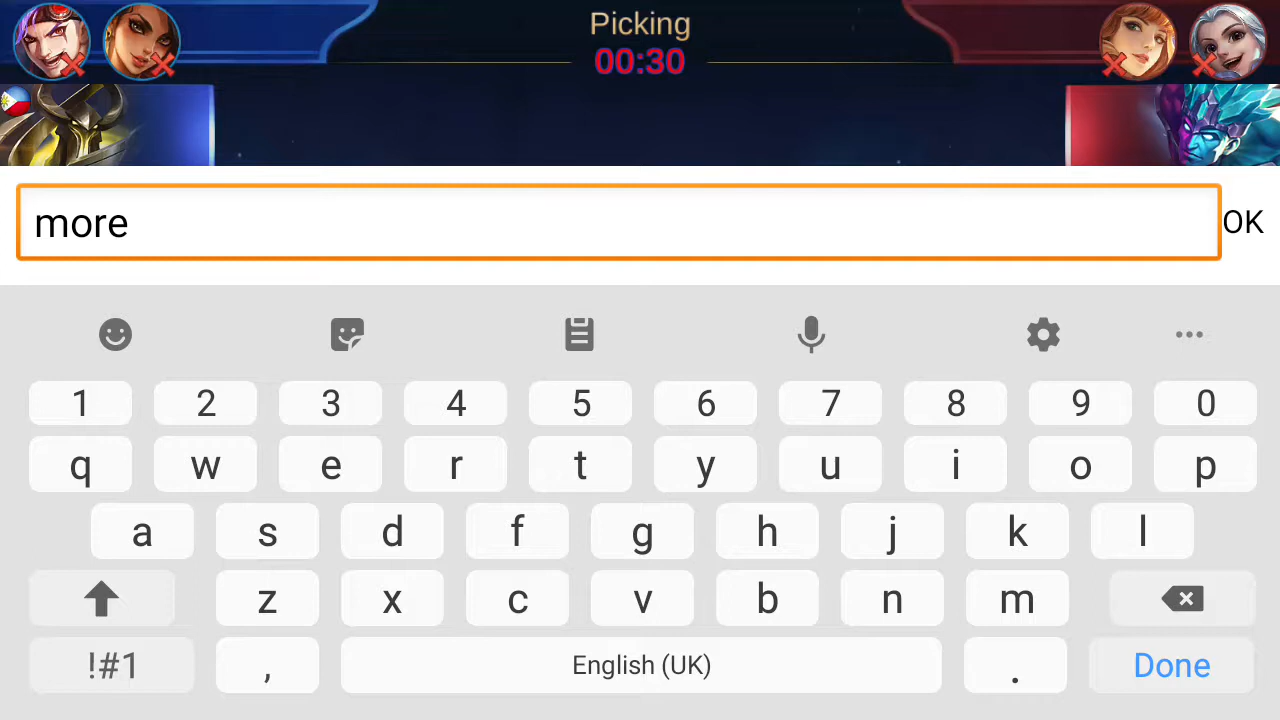 Picking
00:30
more
OK
1 2 3 4 5 6 7 8 9 0
q w e r t y u i o p
a s d f g h j k l
z x c v b n m
!#1 , English (UK) . Done